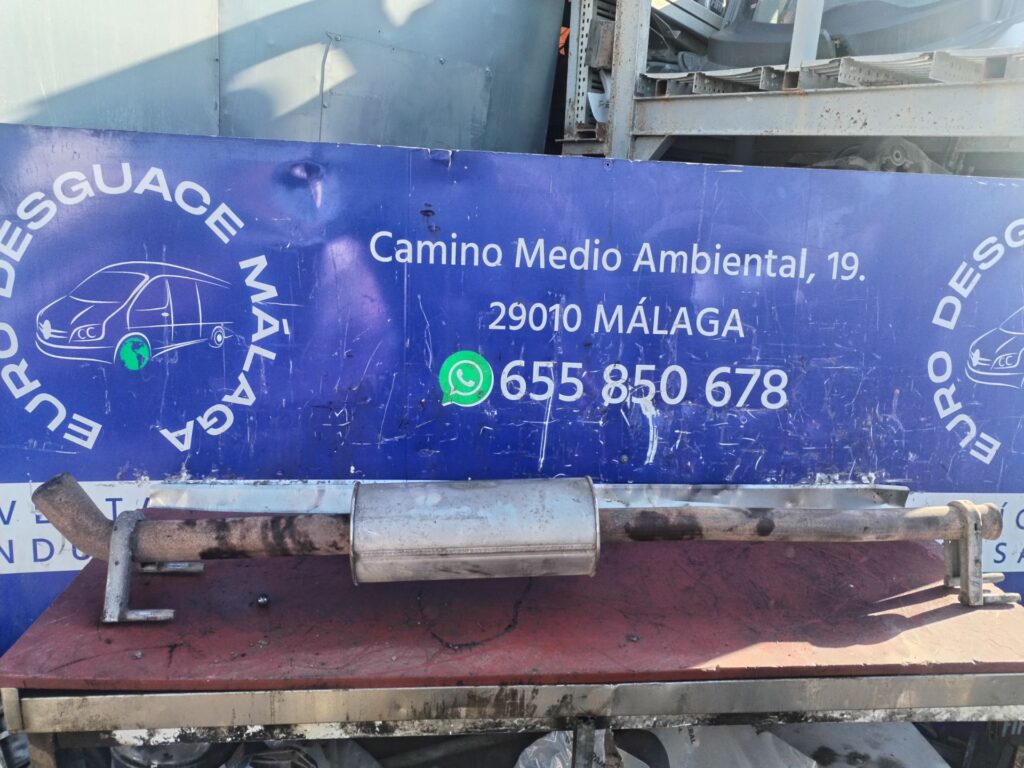 EURO DESGUACE MÁLAGA
Camino Medio Ambiental, 19.
29010 MÁLAGA
655 850 678
EURO DESG